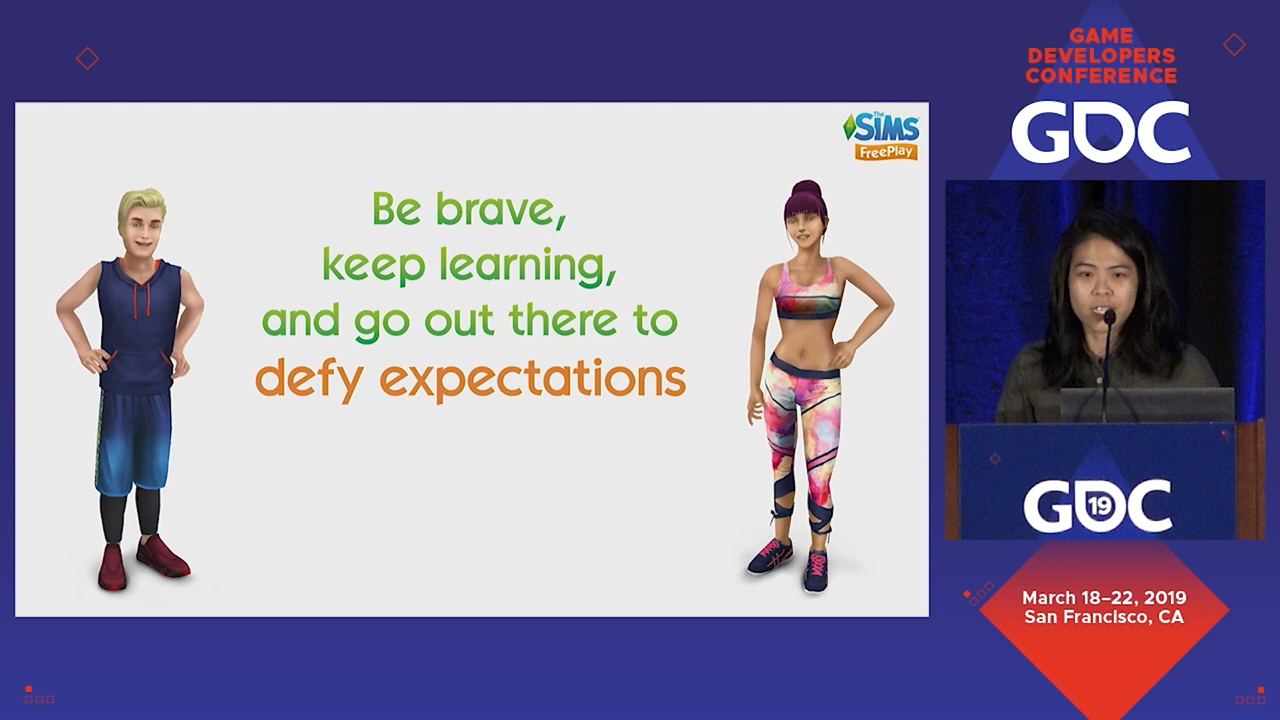 The
SiMS
FreePlay
Be brave,
keep learning,
and go out there to
defy expectations
GAME
DEVELOPERS
CONFERENCE
GDC
GDC
19
March 18–22, 2019
San Francisco, CA